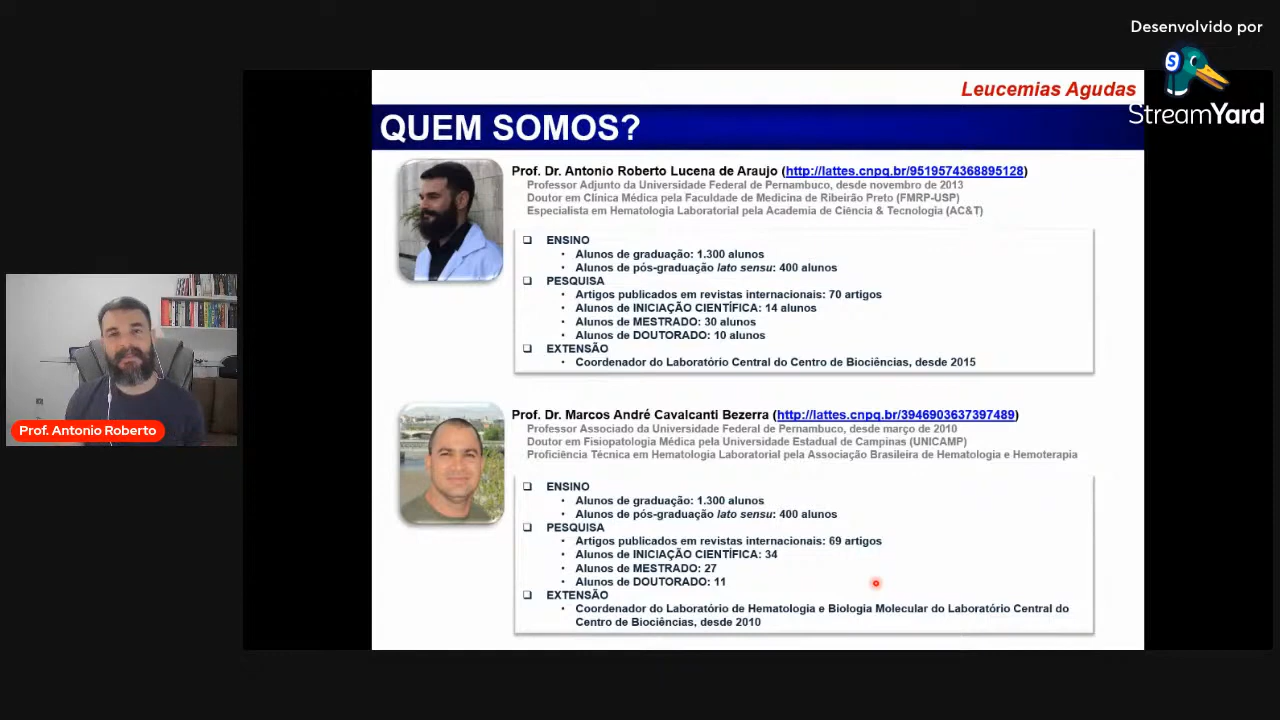 Desenvolvido por
StreamYard
Leucemias Agudas
QUEM SOMOS?
Prof. Dr. Antonio Roberto Lucena de Araujo (http://lattes.cnpq.br/9519574368895128)
Professor Adjunto da Universidade Federal de Pernambuco, desde novembro de 2013
Doutor em Clínica Médica pela Faculdade de Medicina de Ribeirão Preto (FMRP-USP)
Especialista em Hematologia Laboratorial pela Academia de Ciência & Tecnologia (AC&T)
❑ ENSINO
• Alunos de graduação: 1.300 alunos
• Alunos de pós-graduação lato sensu: 400 alunos
❑ PESQUISA
• Artigos publicados em revistas internacionais: 70 artigos
• Alunos de INICIAÇÃO CIENTÍFICA: 14 alunos
• Alunos de MESTRADO: 30 alunos
• Alunos de DOUTORADO: 10 alunos
❑ EXTENSÃO
• Coordenador do Laboratório Central do Centro de Biociências, desde 2015
Prof. Antonio Roberto
Prof. Dr. Marcos André Cavalcanti Bezerra (http://lattes.cnpq.br/3946903637397489)
Professor Associado da Universidade Federal de Pernambuco, desde março de 2010
Doutor em Fisiopatologia Médica pela Universidade Estadual de Campinas (UNICAMP)
Proficiência Técnica em Hematologia Laboratorial pela Associação Brasileira de Hematologia e Hemoterapia
❑ ENSINO
• Alunos de graduação: 1.300 alunos
• Alunos de pós-graduação lato sensu: 400 alunos
❑ PESQUISA
• Artigos publicados em revistas internacionais: 69 artigos
• Alunos de INICIAÇÃO CIENTÍFICA: 34
• Alunos de MESTRADO: 27
• Alunos de DOUTORADO: 11
❑ EXTENSÃO
• Coordenador do Laboratório de Hematologia e Biologia Molecular do Laboratório Central do
Centro de Biociências, desde 2010